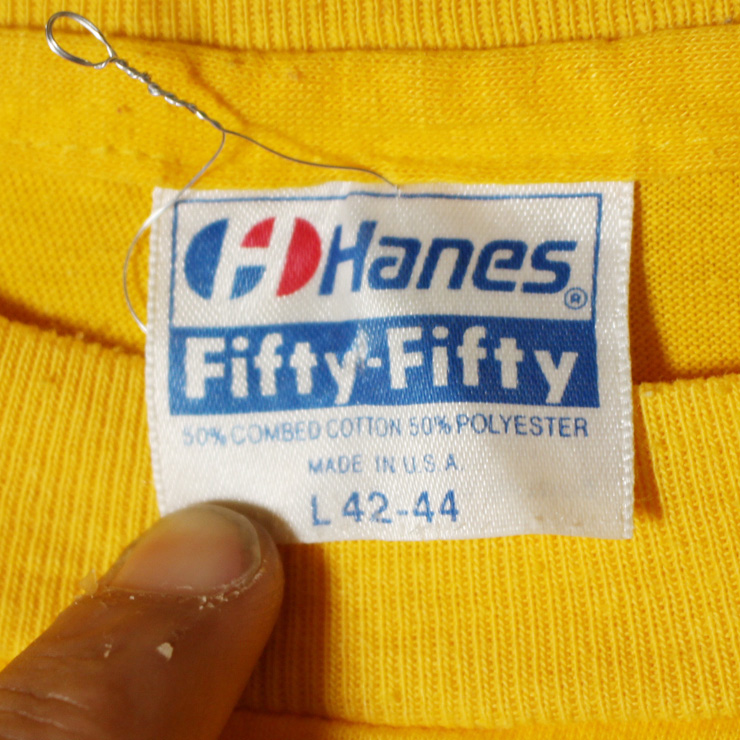 H Hanes ®
Fifty-Fifty
50% COMBED COTTON 50% POLYESTER
MADE IN U.S.A.
L 42-44